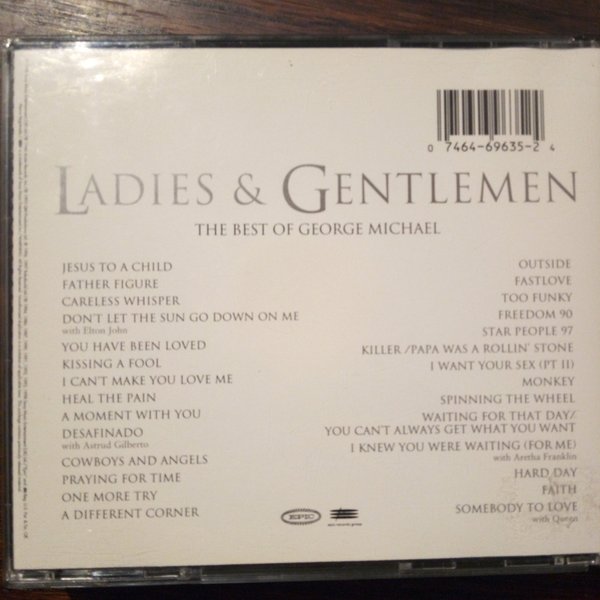 0 7464-69635-2 4
LADIES & GENTLEMEN
THE BEST OF GEORGE MICHAEL
JESUS TO A CHILD
FATHER FIGURE
CARELESS WHISPER
DON'T LET THE SUN GO DOWN ON ME
with Elton John
YOU HAVE BEEN LOVED
KISSING A FOOL
I CAN'T MAKE YOU LOVE ME
HEAL THE PAIN
A MOMENT WITH YOU
DESAFINADO
with Astrud Gilberto
COWBOYS AND ANGELS
PRAYING FOR TIME
ONE MORE TRY
A DIFFERENT CORNER
OUTSIDE
FASTLOVE
TOO FUNKY
FREEDOM 90
STAR PEOPLE 97
KILLER /PAPA WAS A ROLLIN' STONE
I WANT YOUR SEX (PT II)
MONKEY
SPINNING THE WHEEL
WAITING FOR THAT DAY/
YOU CAN'T ALWAYS GET WHAT YOU WANT
I KNEW YOU WERE WAITING (FOR ME)
with Aretha Franklin
HARD DAY
FAITH
SOMEBODY TO LOVE
with Queen
EPIC
epic records group